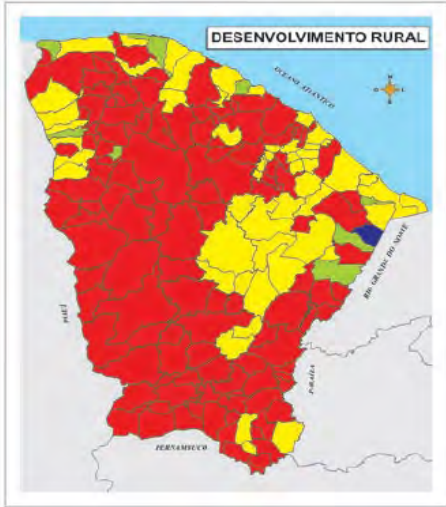 DESENVOLVIMENTO RURAL
OCEANO ATLÂNTICO
N
O L
S
RIO GRANDE DO NORTE
PIAUÍ
PARAÍBA
PERNAMBUCO